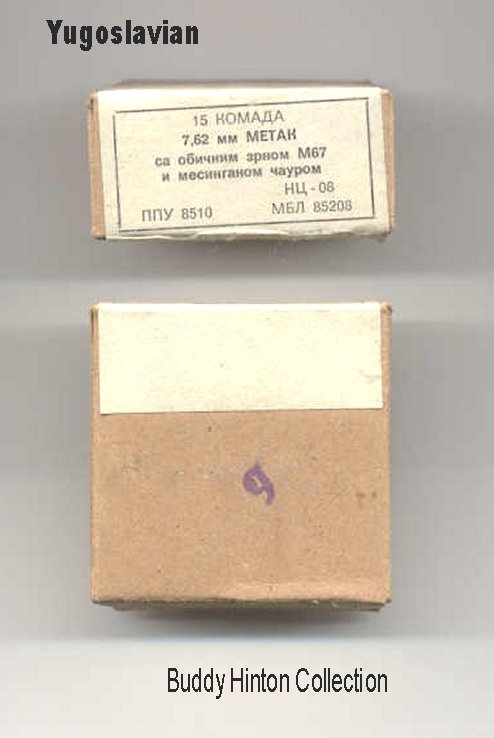 Yugoslavian
15 КОМАДА
7,62 мм МЕТАК
са обичним зрном М67
и месинганом чауром
НЦ - 08
ППУ 8510 МБЛ 85208
9
Buddy Hinton Collection